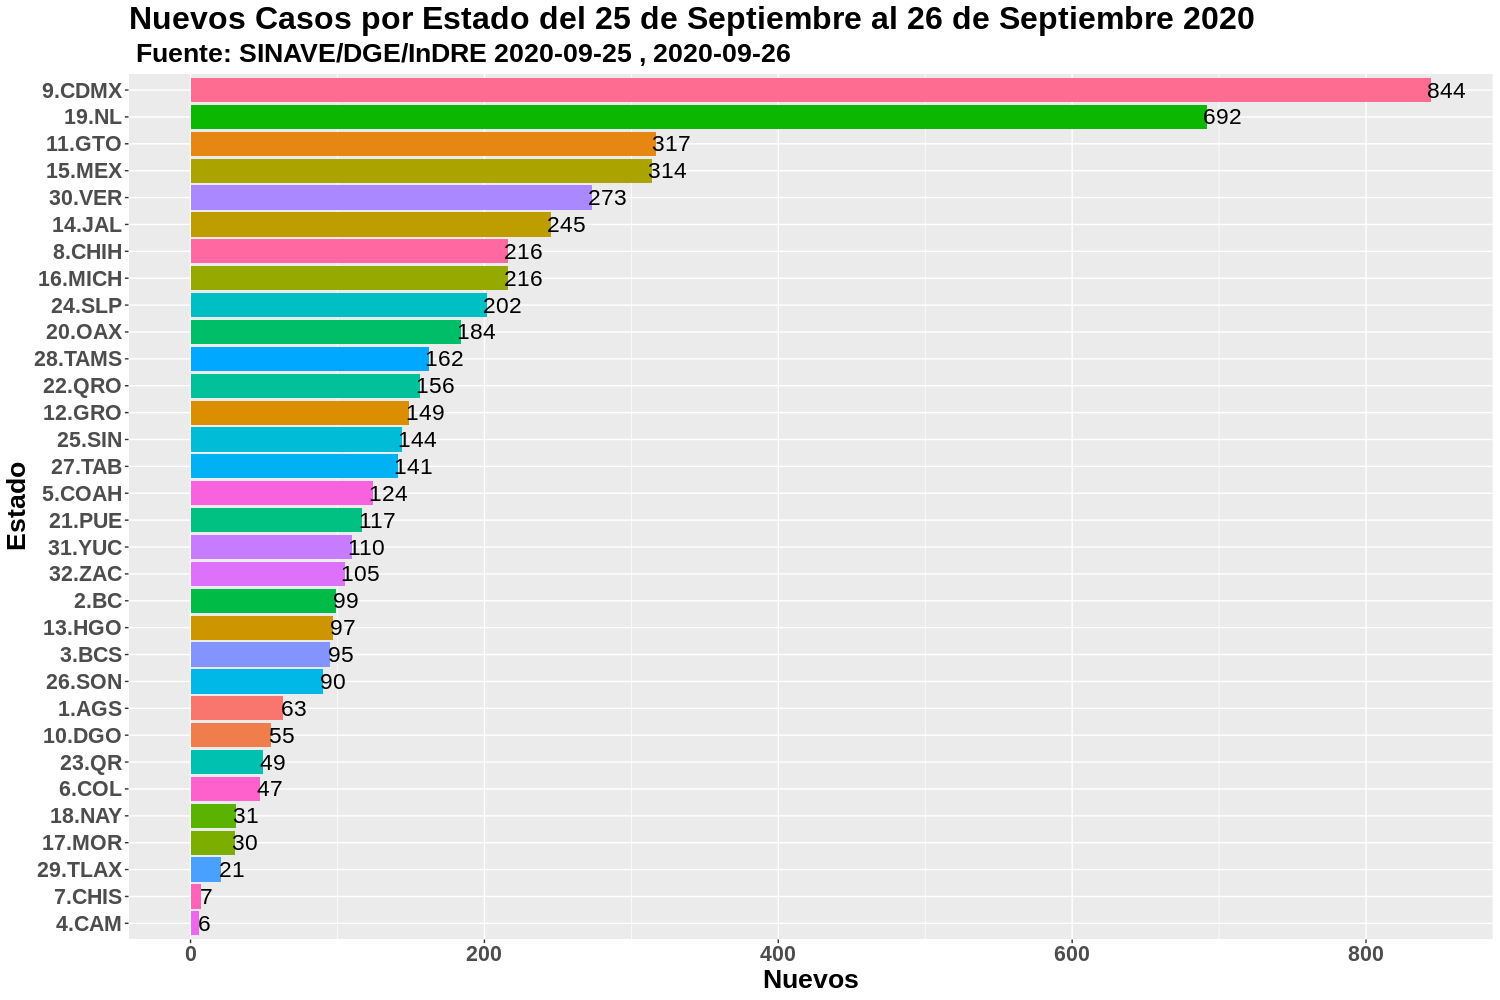 Nuevos Casos por Estado del 25 de Septiembre al 26 de Septiembre 2020
Fuente: SINAVE/DGE/InDRE 2020-09-25 , 2020-09-26
9.CDMX 844
19.NL 692
11.GTO 317
15.MEX 314
30.VER 273
14.JAL 245
8.CHIH 216
16.MICH 216
24.SLP 202
20.OAX 184
28.TAMS 162
22.QRO 156
12.GRO 149
25.SIN 144
27.TAB 141
5.COAH 124
21.PUE 117
31.YUC 110
32.ZAC 105
2.BC 99
13.HGO 97
3.BCS 95
26.SON 90
1.AGS 63
10.DGO 55
23.QR 49
6.COL 47
18.NAY 31
17.MOR 30
29.TLAX 21
7.CHIS 7
4.CAM 6
Estado
0 200 400 600 800
Nuevos